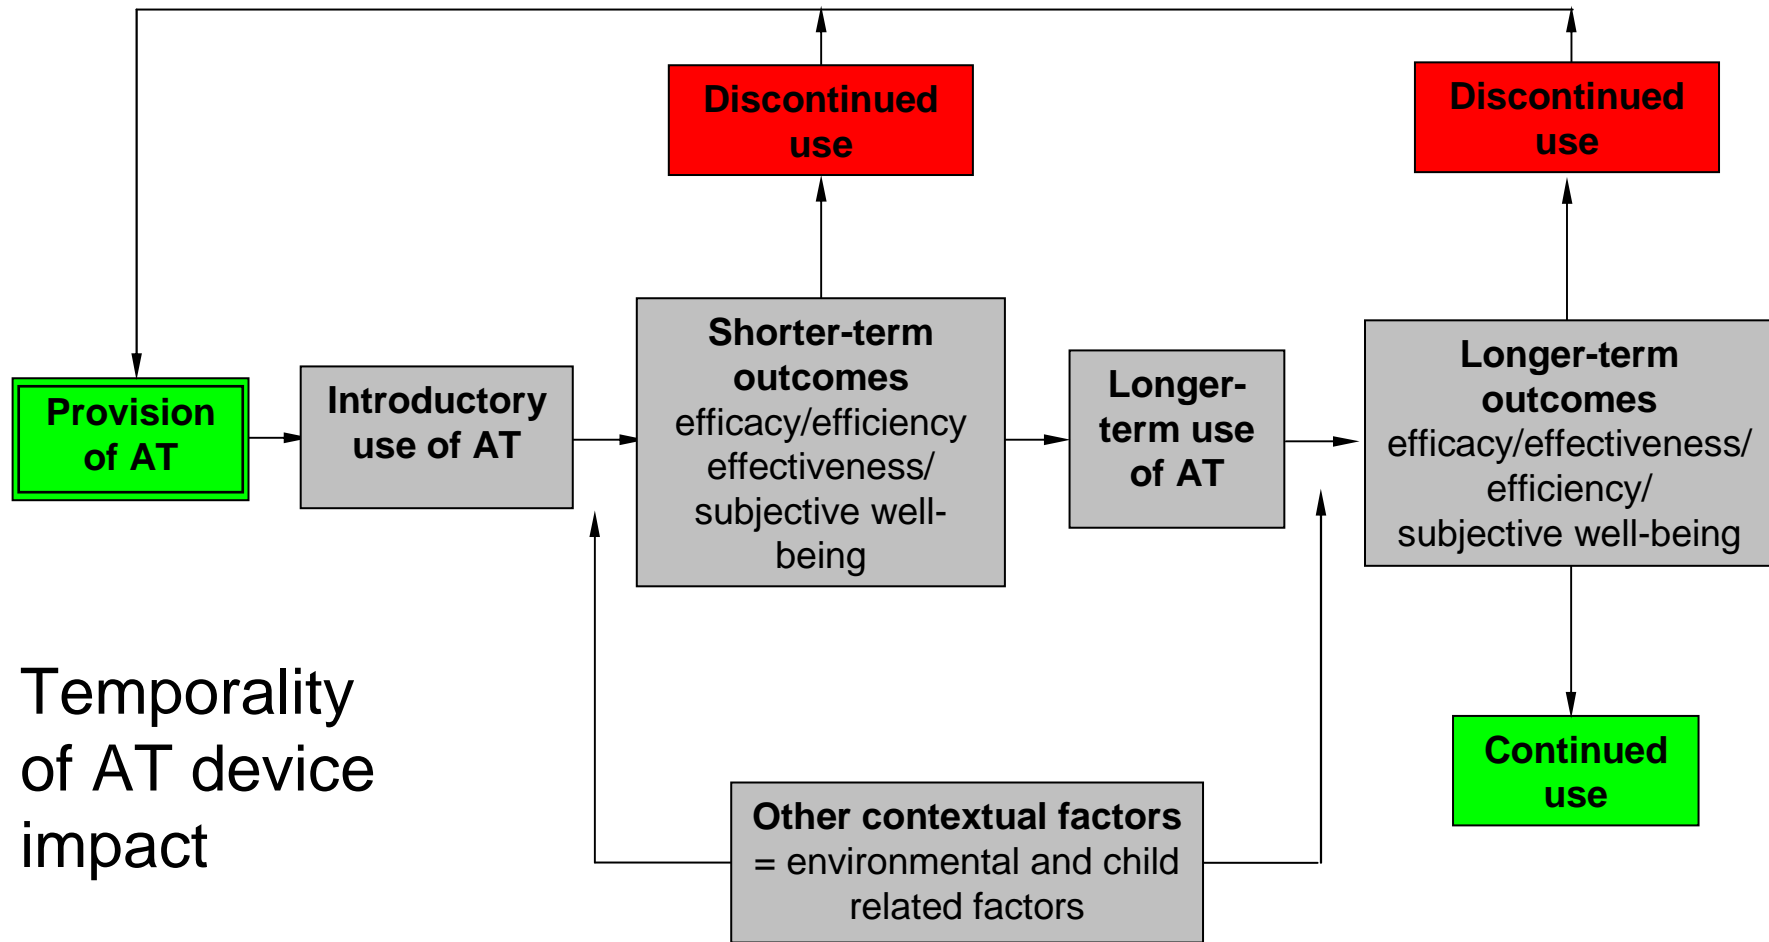 Discontinued
use
Discontinued
use
Provision
of AT
Introductory
use of AT
Shorter-term
outcomes
efficacy/efficiency
effectiveness/
subjective well-
being
Longer-
term use
of AT
Longer-term
outcomes
efficacy/effectiveness/
efficiency/
subjective well-being
Temporality
of AT device
impact
Other contextual factors
= environmental and child
related factors
Continued
use